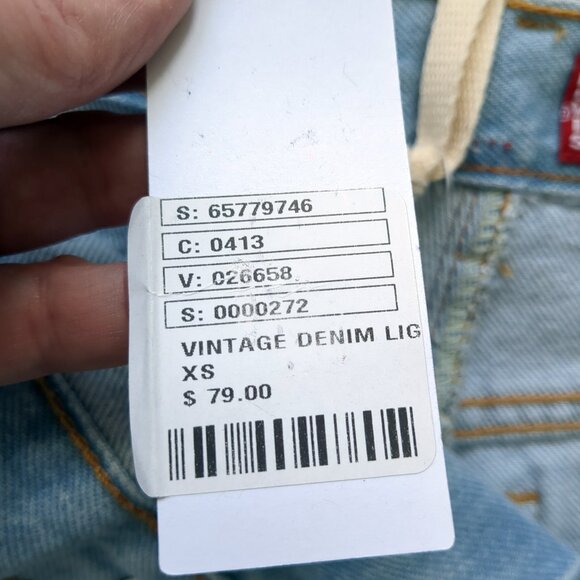 S: 65779746
C: 0413
V: 026658
S: 0000272
VINTAGE DENIM LIG
XS
$ 79.00